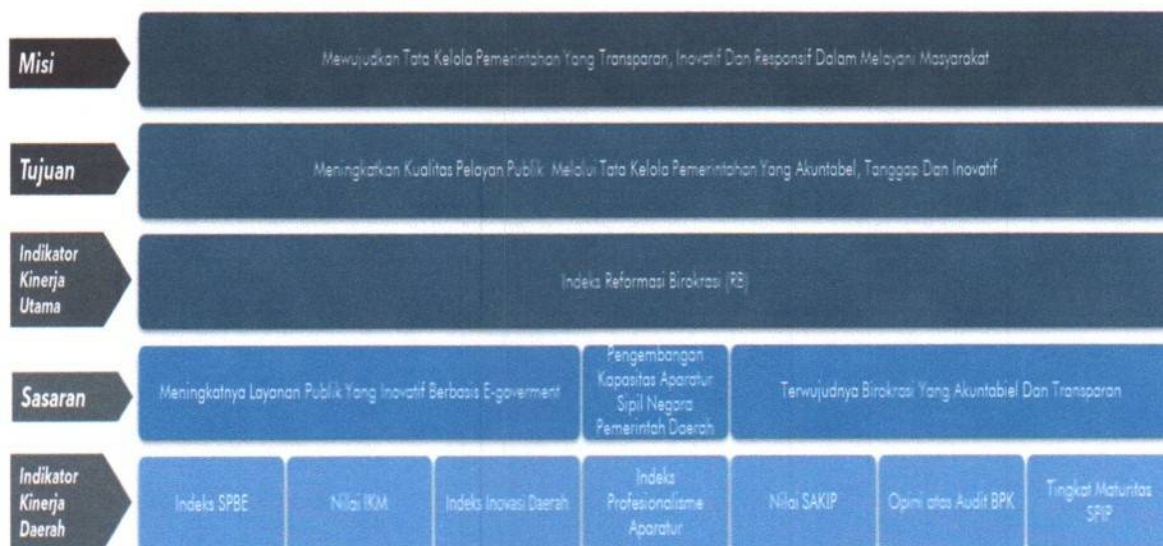 Misi
Mewujudkan Tata Kelola Pemerintahan Yang Transparan, Inovatif Dan Responsif Dalam Melayani Masyarakat
Tujuan
Meningkatkan Kualitas Pelayan Publik Melalui Tata Kelola Pemerintahan Yang Akuntabel, Tanggap Dan Inovatif
Indikator
Kinerja
Utama
Indeks Reformasi Birokrasi (RB)
Sasaran
Meningkatnya Layanan Publik Yang Inovatif Berbasis E-goverment
Pengembangan
Kapasitas Aparatur
Sipil Negara
Pemerintah Daerah
Terwujudnya Birokrasi Yang Akuntabiel Dan Transparan
Indikator
Kinerja
Daerah
Indeks SPBE
Nilai IKM
Indeks Inovasi Daerah
Indeks
Profesionalisme
Aparatur
Nilai SAKIP
Opini atas Audit BPK
Tingkat Maturitas
SPIP